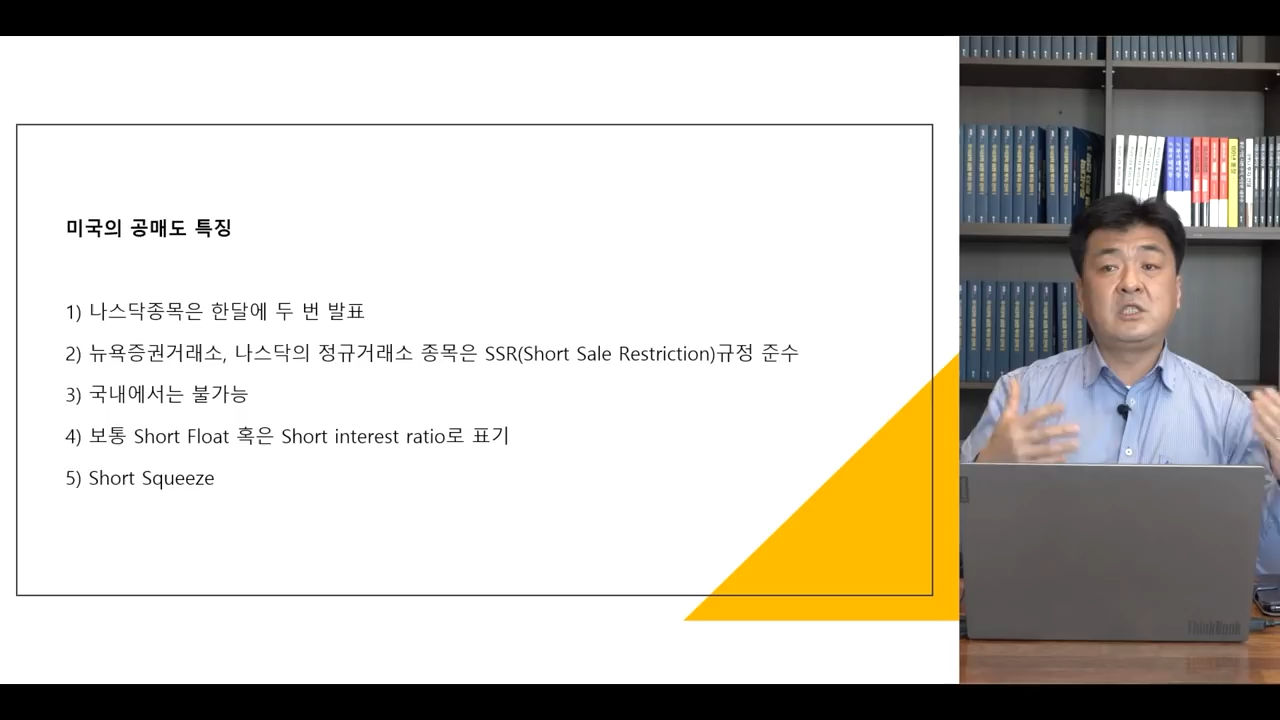 미국의 공매도 특징
1) 나스닥종목은 한달에 두 번 발표
2) 뉴욕증권거래소, 나스닥의 정규거래소 종목은 SSR(Short Sale Restriction)규정 준수
3) 국내에서는 불가능
4) 보통 Short Float 혹은 Short interest ratio로 표기
5) Short Squeeze
ThinkBook